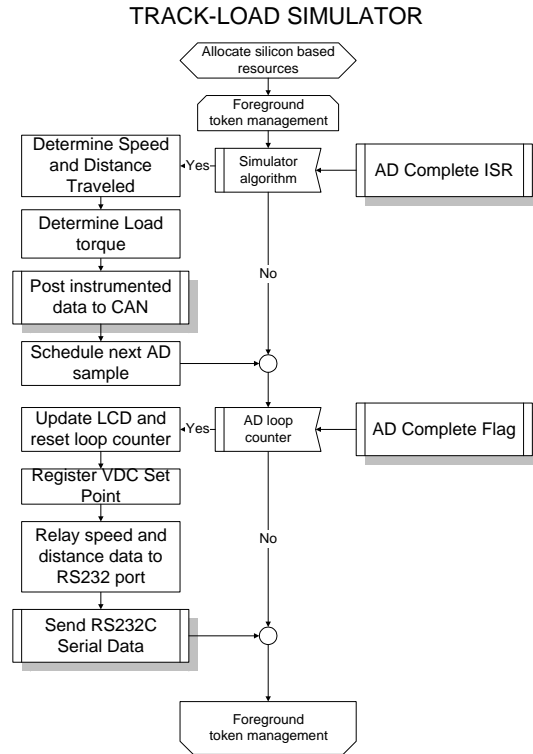 TRACK-LOAD SIMULATOR
Allocate silicon based
resources
Foreground
token management
Determine Speed
and Distance
Traveled
Yes
Simulator
algorithm
AD Complete ISR
Determine Load
torque
No
Post instrumented
data to CAN
Schedule next AD
sample
Update LCD and
reset loop counter
Yes
AD loop
counter
AD Complete Flag
Register VDC Set
Point
No
Relay speed and
distance data to
RS232 port
Send RS232C
Serial Data
Foreground
token management